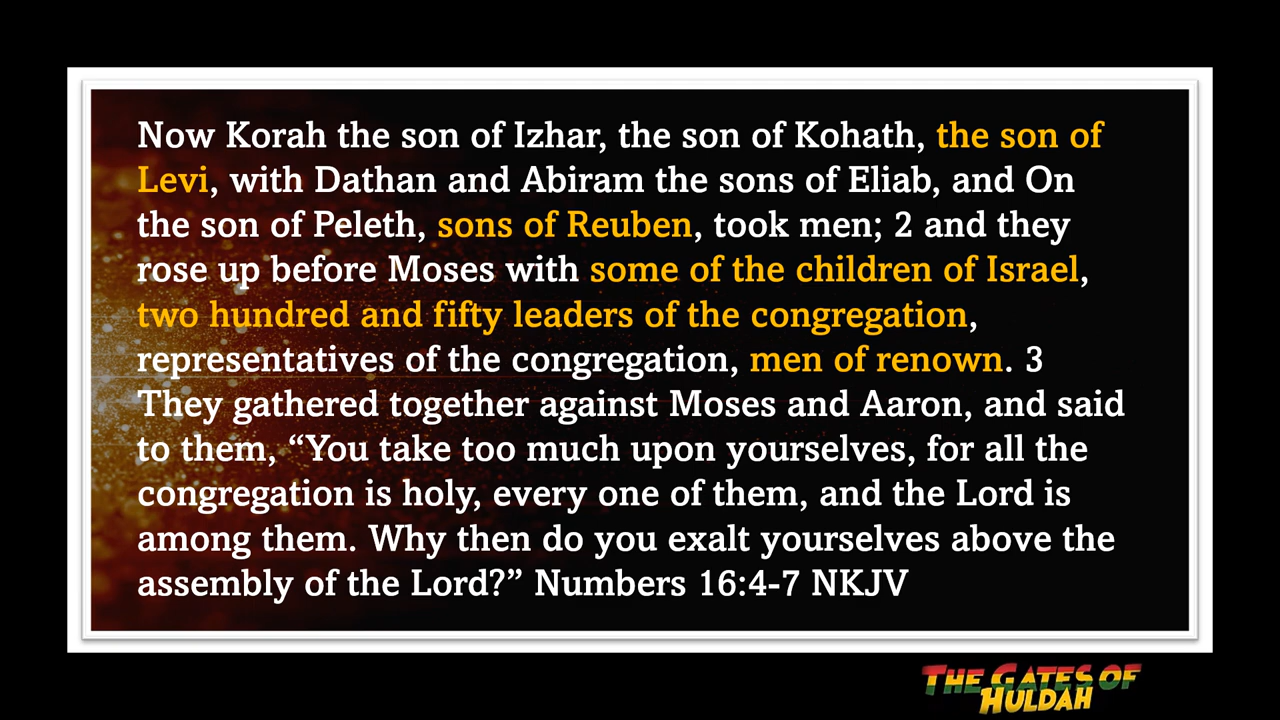 Now Korah the son of Izhar, the son of Kohath, the son of
Levi, with Dathan and Abiram the sons of Eliab, and On
the son of Peleth, sons of Reuben, took men; 2 and they
rose up before Moses with some of the children of Israel,
two hundred and fifty leaders of the congregation,
representatives of the congregation, men of renown. 3
They gathered together against Moses and Aaron, and said
to them, “You take too much upon yourselves, for all the
congregation is holy, every one of them, and the Lord is
among them. Why then do you exalt yourselves above the
assembly of the Lord?” Numbers 16:4-7 NKJV
THE GATES OF
HULDAH